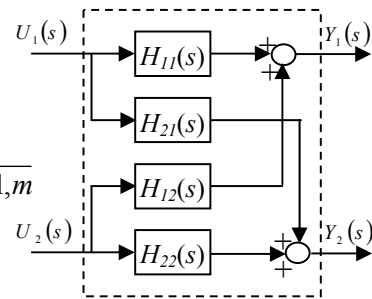 U₁(s)
H₁₁(s)
+
+
Y₁(s)
H₂₁(s)
,m
H₁₂(s)
U₂(s)
H₂₂(s)
+
+
Y₂(s)